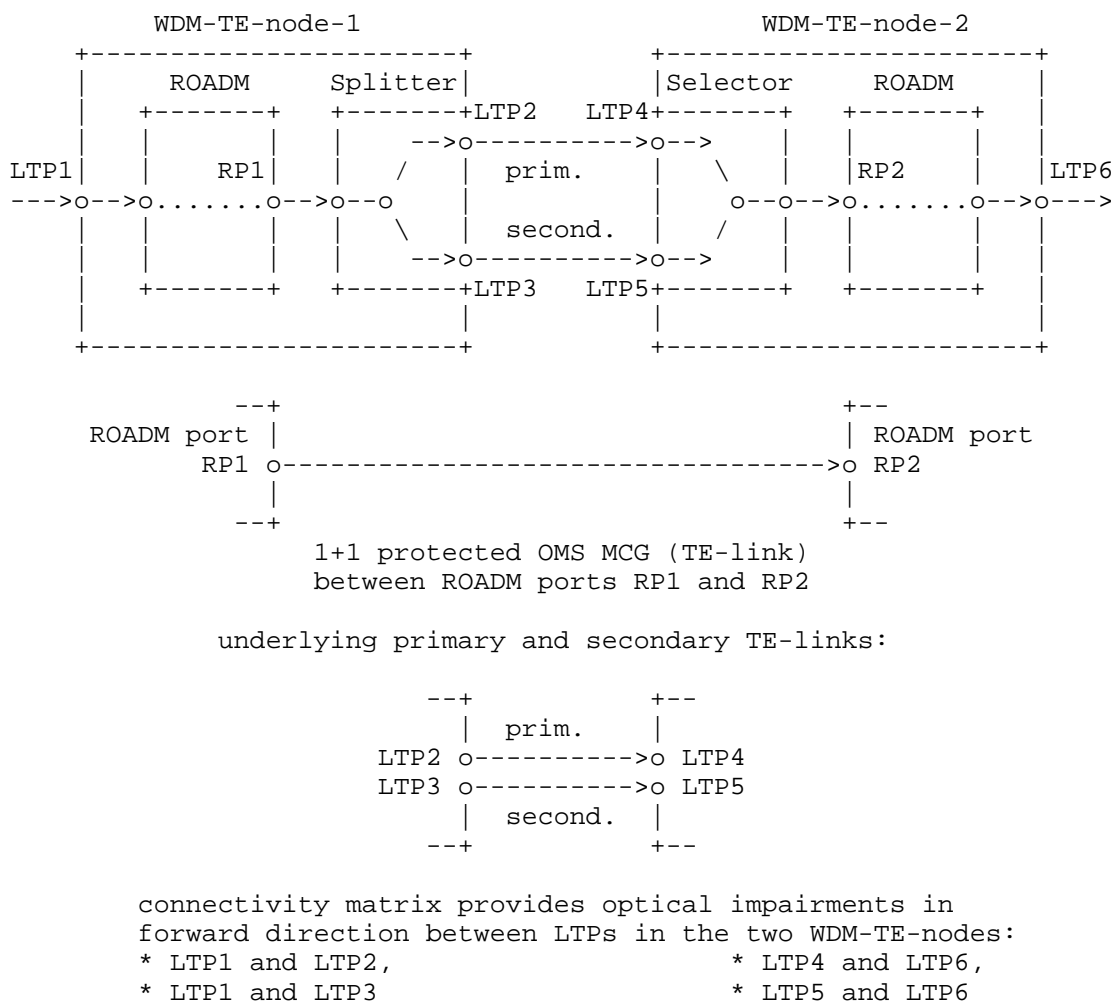 WDM-TE-node-1 WDM-TE-node-2
ROADM Splitter Selector ROADM
LTP2 LTP4
LTP1 RP1 prim. RP2 LTP6
second.
LTP3 LTP5
ROADM port ROADM port
RP1 RP2
1+1 protected OMS MCG (TE-link)
between ROADM ports RP1 and RP2
underlying primary and secondary TE-links:
prim.
LTP2 LTP4
LTP3 LTP5
second.
connectivity matrix provides optical impairments in
forward direction between LTPs in the two WDM-TE-nodes:
* LTP1 and LTP2, * LTP4 and LTP6,
* LTP1 and LTP3 * LTP5 and LTP6